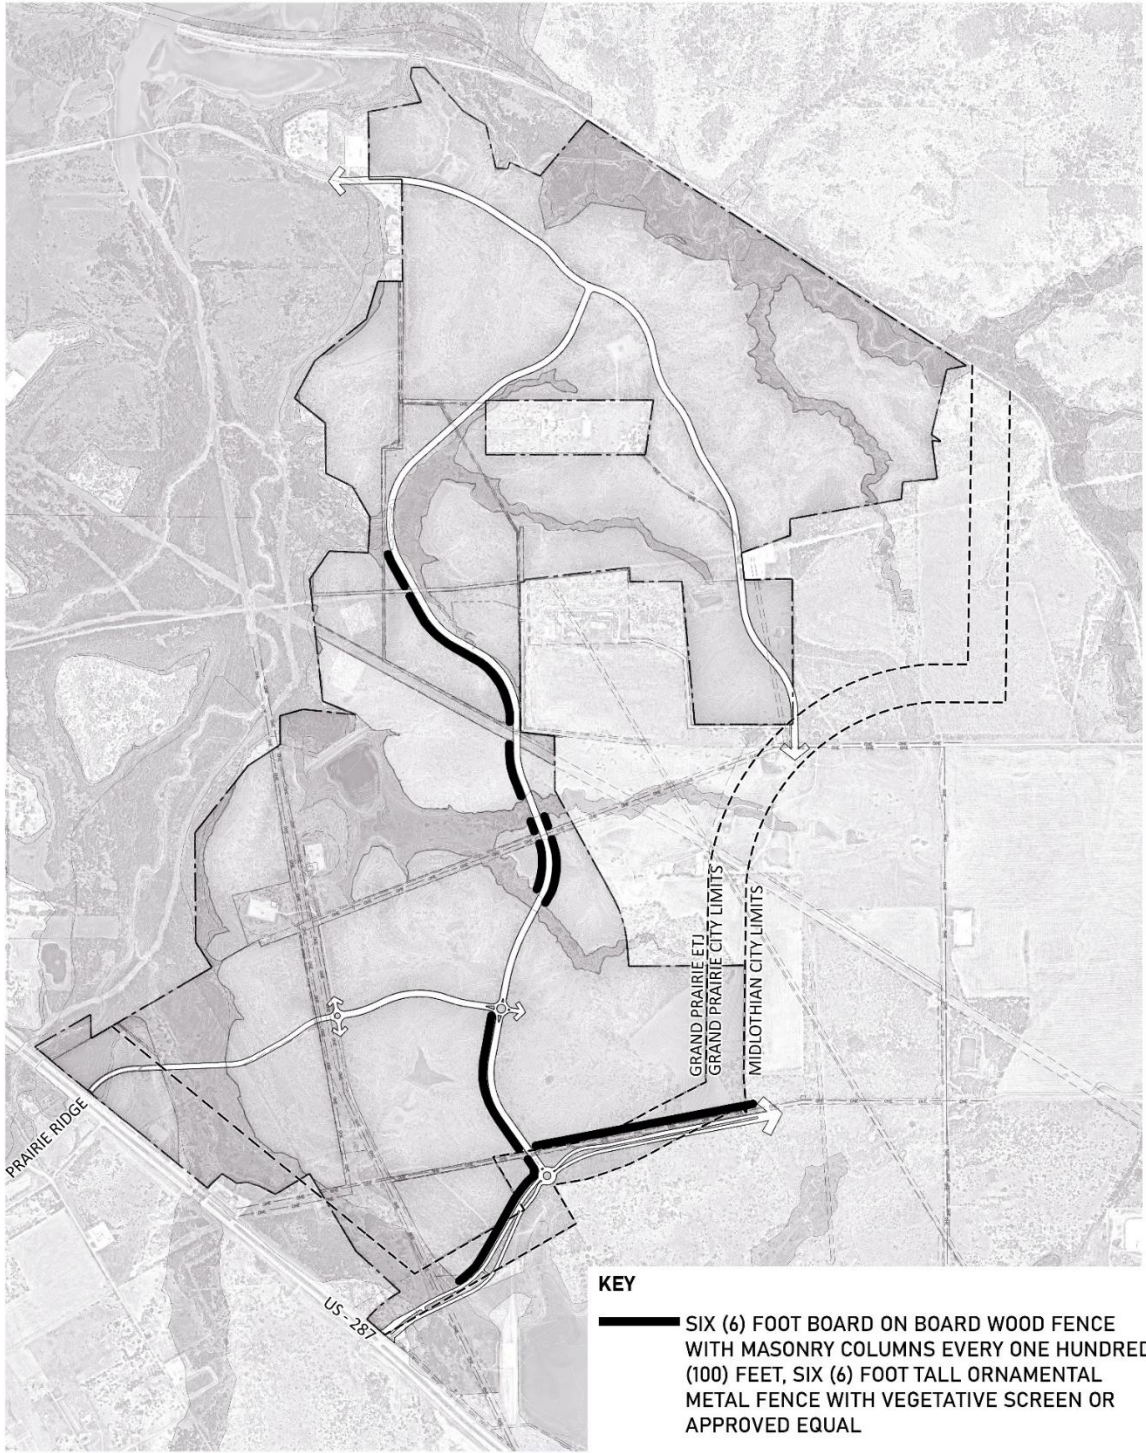 GRAND PRAIRIE ETJ
GRAND PRAIRIE CITY LIMITS
MIDLOTHIAN CITY LIMITS
PRAIRIE RIDGE
US - 287
KEY
SIX (6) FOOT BOARD ON BOARD WOOD FENCE
WITH MASONRY COLUMNS EVERY ONE HUNDRED
(100) FEET, SIX (6) FOOT TALL ORNAMENTAL
METAL FENCE WITH VEGETATIVE SCREEN OR
APPROVED EQUAL